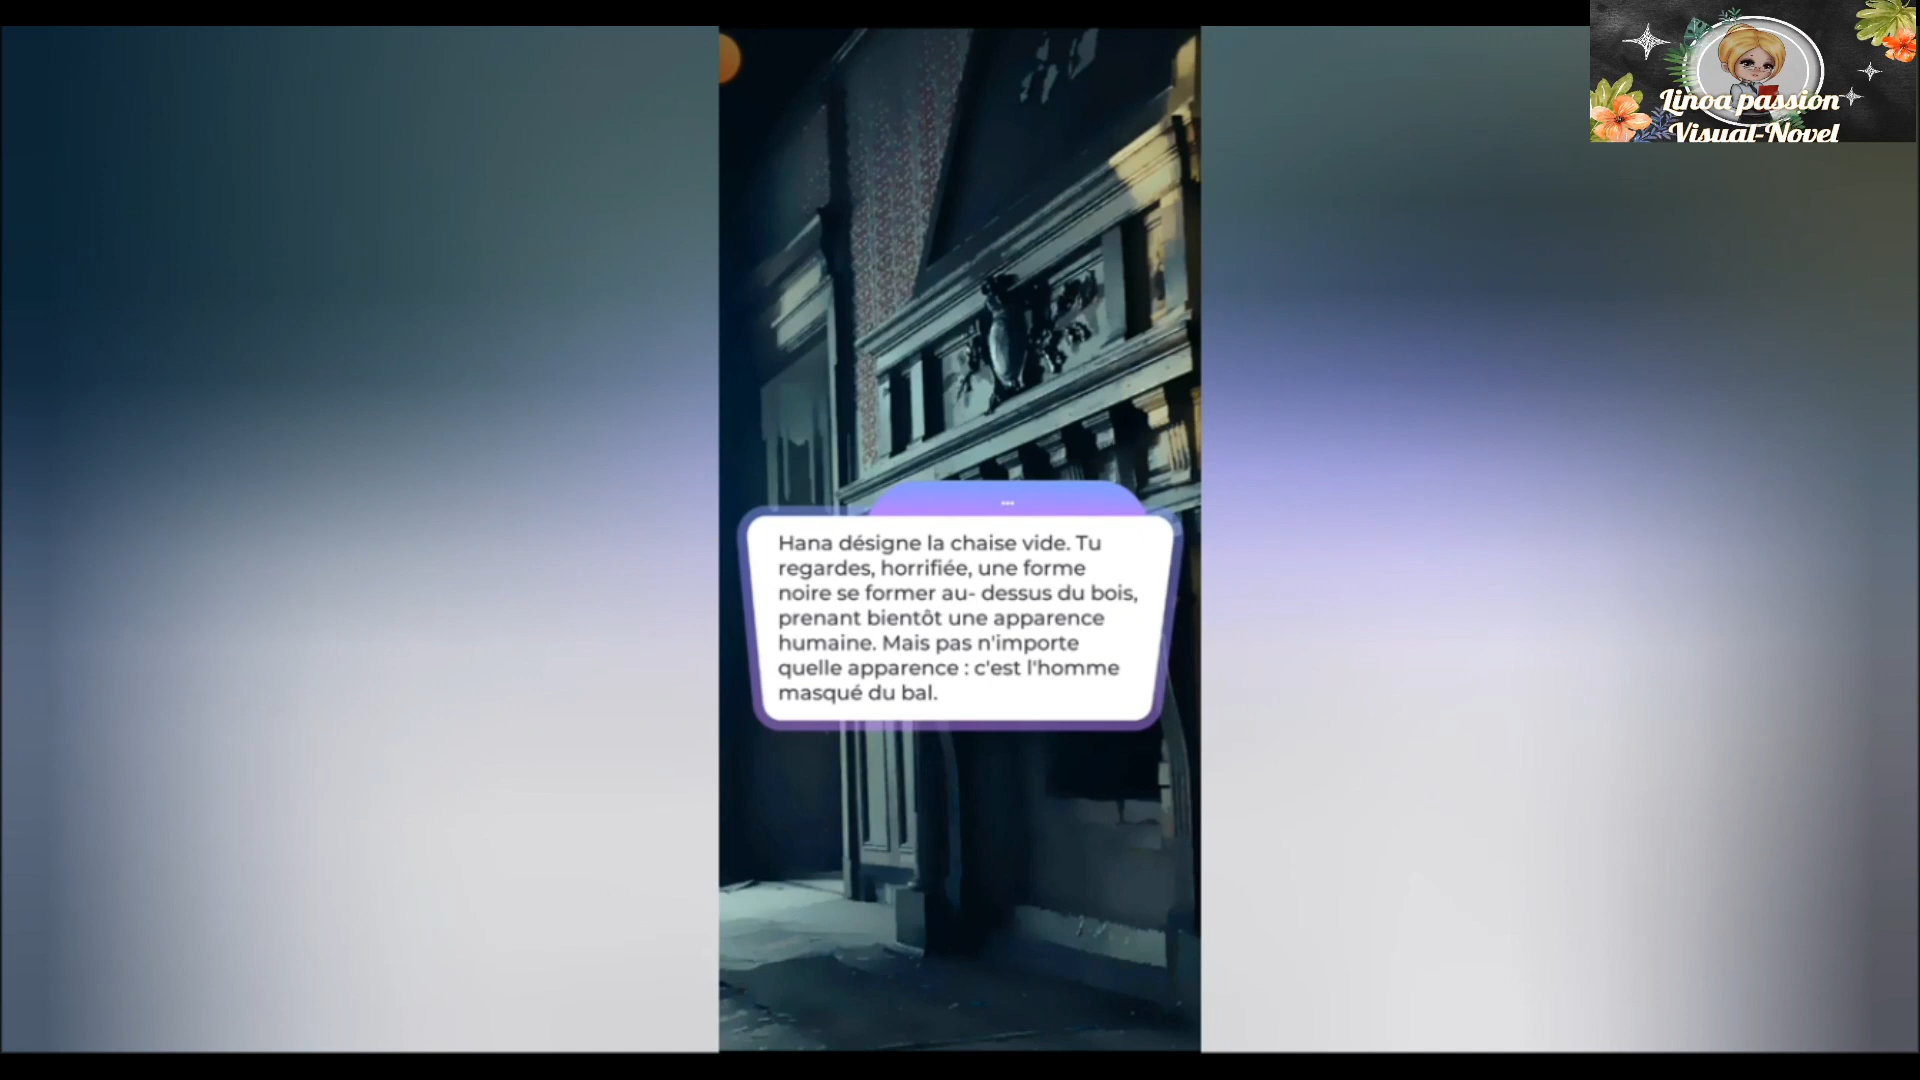 Linoa passion
Visual-Novel
...
Hana désigne la chaise vide. Tu
regardes, horrifiée, une forme
noire se former au- dessus du bois,
prenant bientôt une apparence
humaine. Mais pas n'importe
quelle apparence : c'est l'homme
masqué du bal.